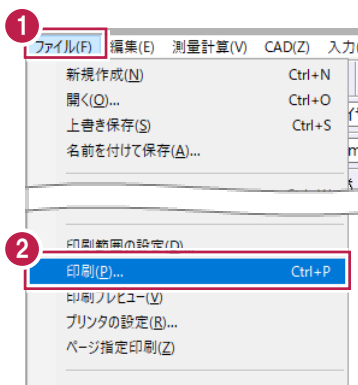 1
ファイル(F) 編集(E) 測量計算(V) CAD(Z) 入力(
新規作成(N) Ctrl+N
開く(O)... Ctrl+O
上書き保存(S) Ctrl+S
名前を付けて保存(A)...
印刷範囲の設定(D)
2
印刷(P)... Ctrl+P
印刷プレビュー(V)
プリンタの設定(R)...
ページ指定印刷(Z)